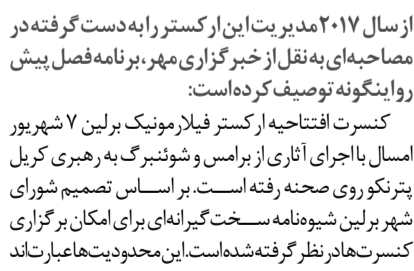 از سال ۲۰۱۷ مدیریت این ارکستر را به دست گرفته در
مصاحبه‌ای به نقل از خبرگزاری مهر، برنامه فصل پیش
رو اینگونه توصیف کرده است:
کنسرت افتتاحیه ارکستر فیلارمونیک برلین ۷ شهریور
امسال با اجرای آثاری از برامس و شوئنبرگ به رهبری کریل
پترنکو روی صحنه رفته است. بر اساس تصمیم شورای
شهر برلین شیوه‌نامه سخت‌گیرانه‌ای برای امکان برگزاری
کنسرت‌ها در نظر گرفته شده است. این محدودیت‌ها عبارت‌اند